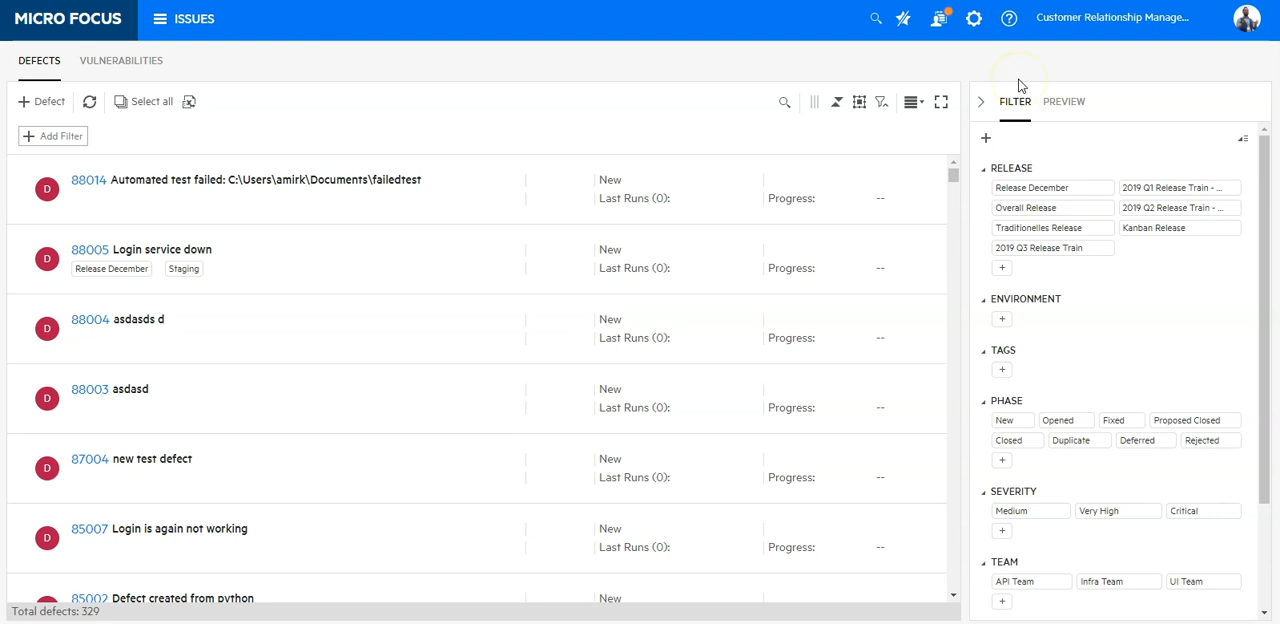 MICRO FOCUS
ISSUES
Customer Relationship Manage...
DEFECTS
VULNERABILITIES
Defect
Select all
Add Filter
88014 Automated test failed: C:\Users\amirk\Documents\failedtest
New
Last Runs (0):
Progress:
--
88005 Login service down
Release December
Staging
New
Last Runs (0):
Progress:
--
88004 asdasds d
New
Last Runs (0):
Progress:
--
88003 asdasd
New
Last Runs (0):
Progress:
--
87004 new test defect
New
Last Runs (0):
Progress:
--
85007 Login is again not working
New
Last Runs (0):
Progress:
--
85002 Defect created from python
New
D
D
D
D
D
D
Total defects: 329
FILTER
PREVIEW
RELEASE
Release December
2019 Q1 Release Train - ...
Overall Release
2019 Q2 Release Train - ...
Traditionelles Release
Kanban Release
2019 Q3 Release Train
ENVIRONMENT
TAGS
PHASE
New
Opened
Fixed
Proposed Closed
Closed
Duplicate
Deferred
Rejected
SEVERITY
Medium
Very High
Critical
TEAM
API Team
Infra Team
UI Team